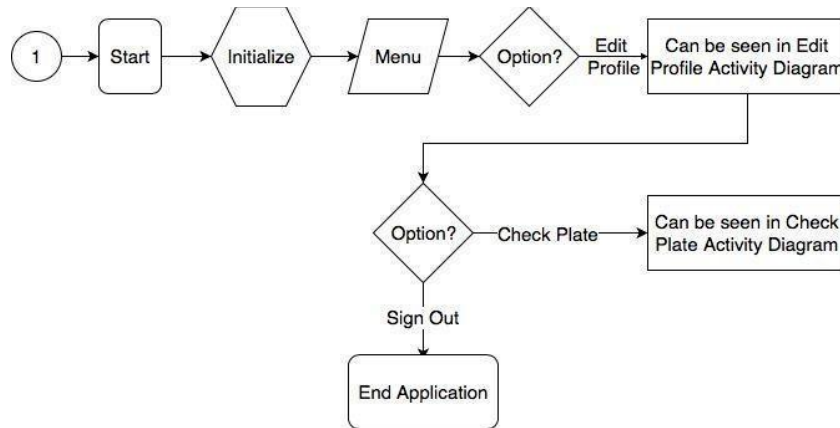 1
Start
Initialize
Menu
Option?
Edit
Profile
Can be seen in Edit
Profile Activity Diagram
Option?
Check Plate
Can be seen in Check
Plate Activity Diagram
Sign Out
End Application